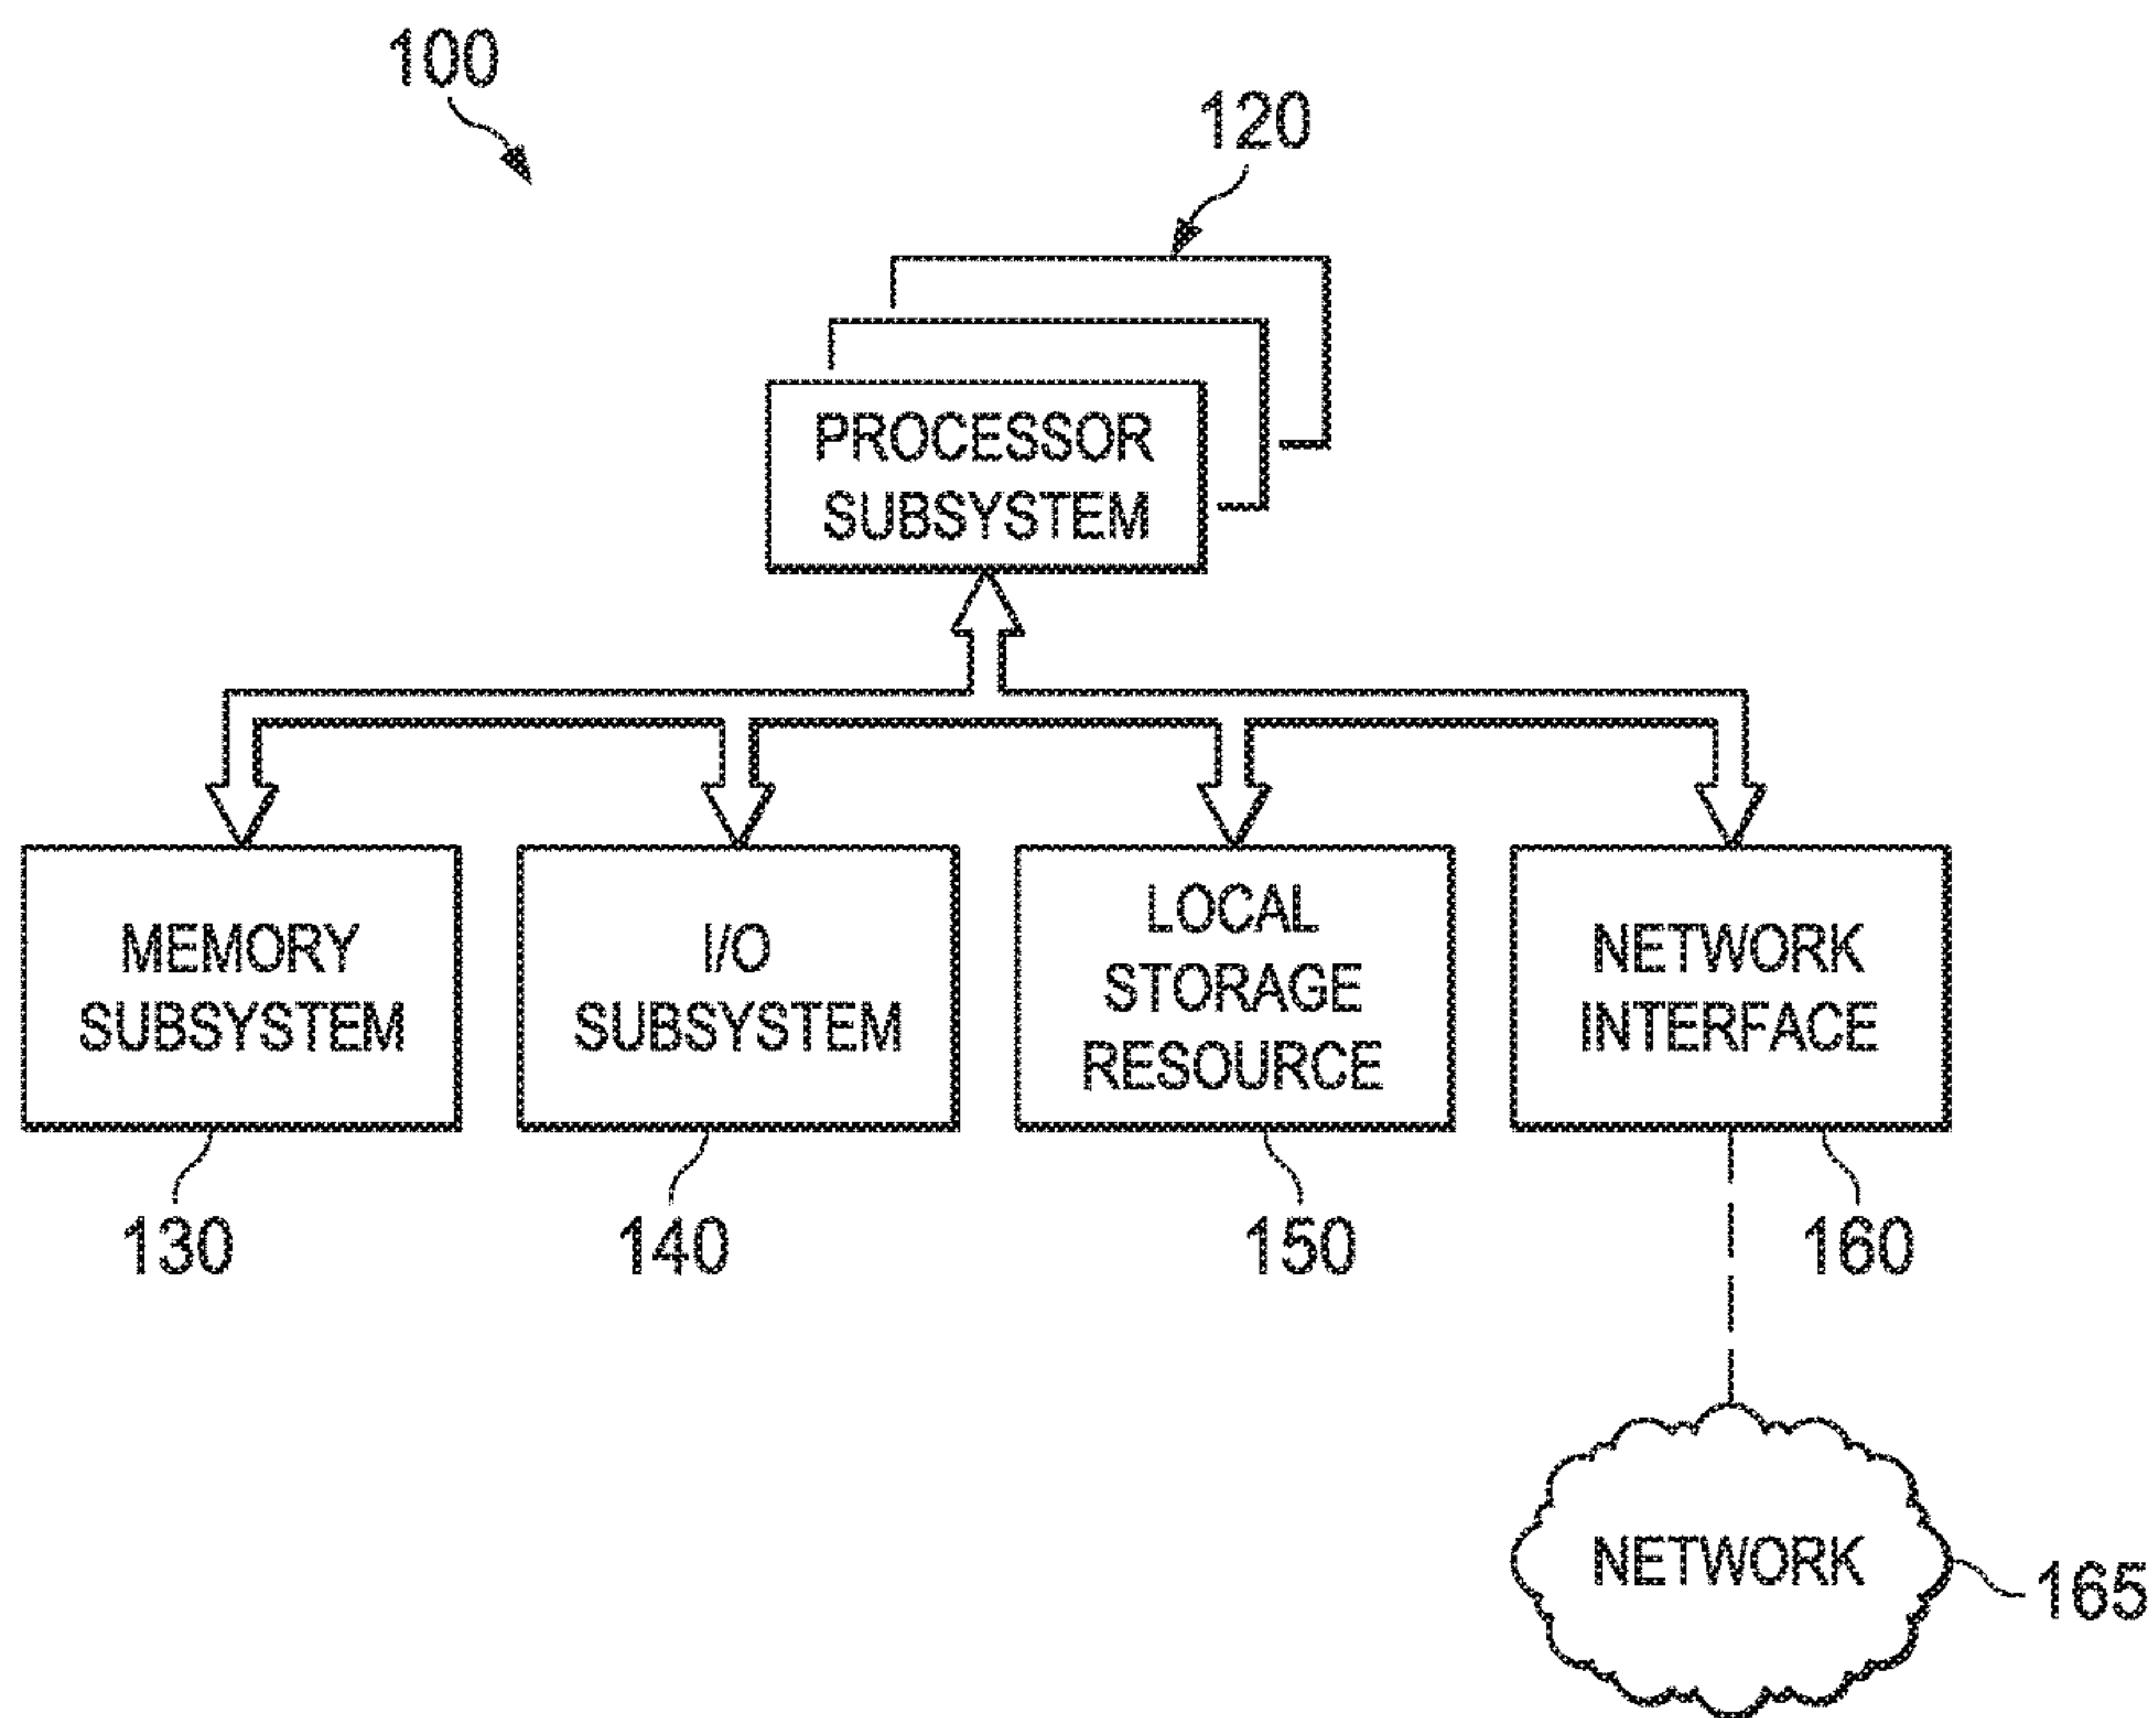 100
120
PROCESSOR
SUBSYSTEM
MEMORY
SUBSYSTEM
I/O
SUBSYSTEM
LOCAL
STORAGE
RESOURCE
NETWORK
INTERFACE
130
140
150
160
NETWORK
165